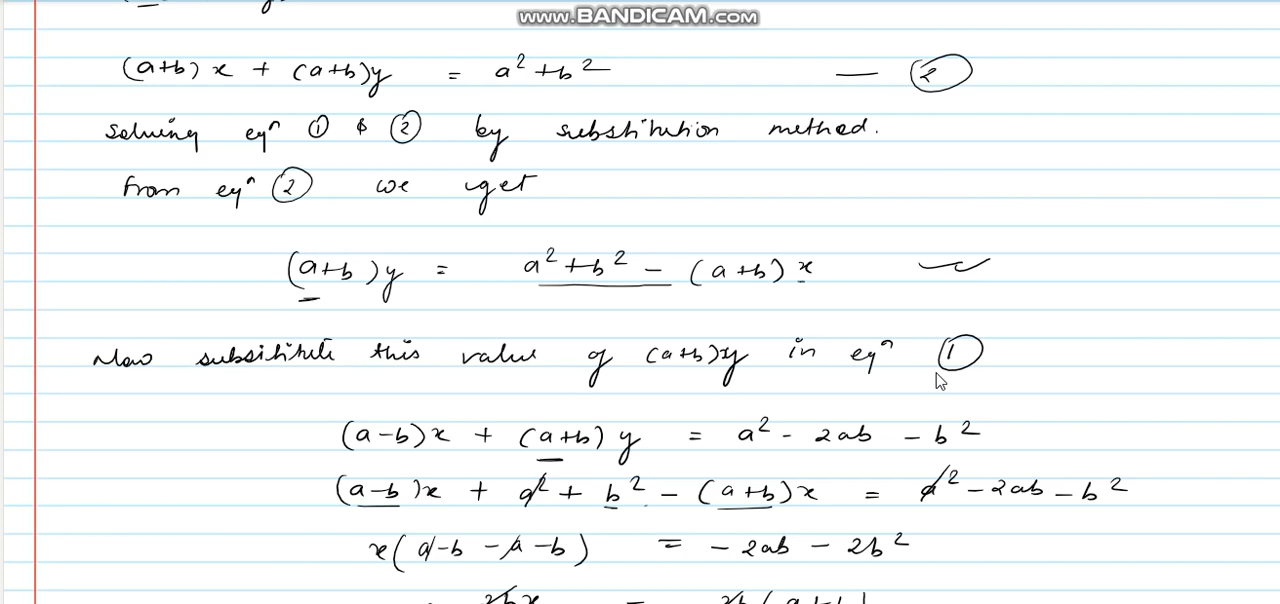 www.BANDICAM.com
(a+b) x + (a+b)y = a² + b² — ②
Solving eqⁿ ① & ② by substitution method.
From eqⁿ ② we get
(a+b)y = a² + b² - (a+b) x
Now subsitute this value of (a+b)y in eqⁿ ①
(a-b)x + (a+b) y = a² - 2ab - b²
(a-b)x + a² + b² - (a+b)x = a² - 2ab - b²
x(a-b -a -b) = - 2ab - 2b²